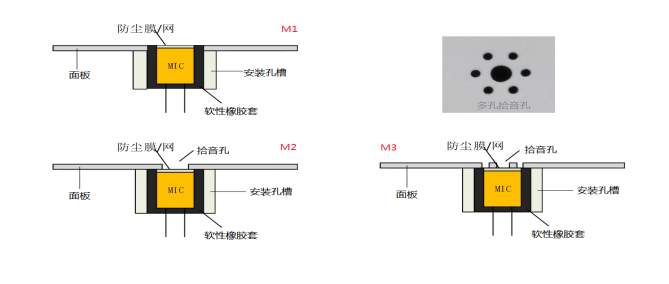 防尘膜/网
M1
面板
MIC
安装孔槽
软性橡胶套
多孔拾音孔
防尘膜/网
拾音孔
M2
面板
MIC
安装孔槽
软性橡胶套
M3
防尘膜/网
拾音孔
面板
MIC
安装孔槽
软性橡胶套